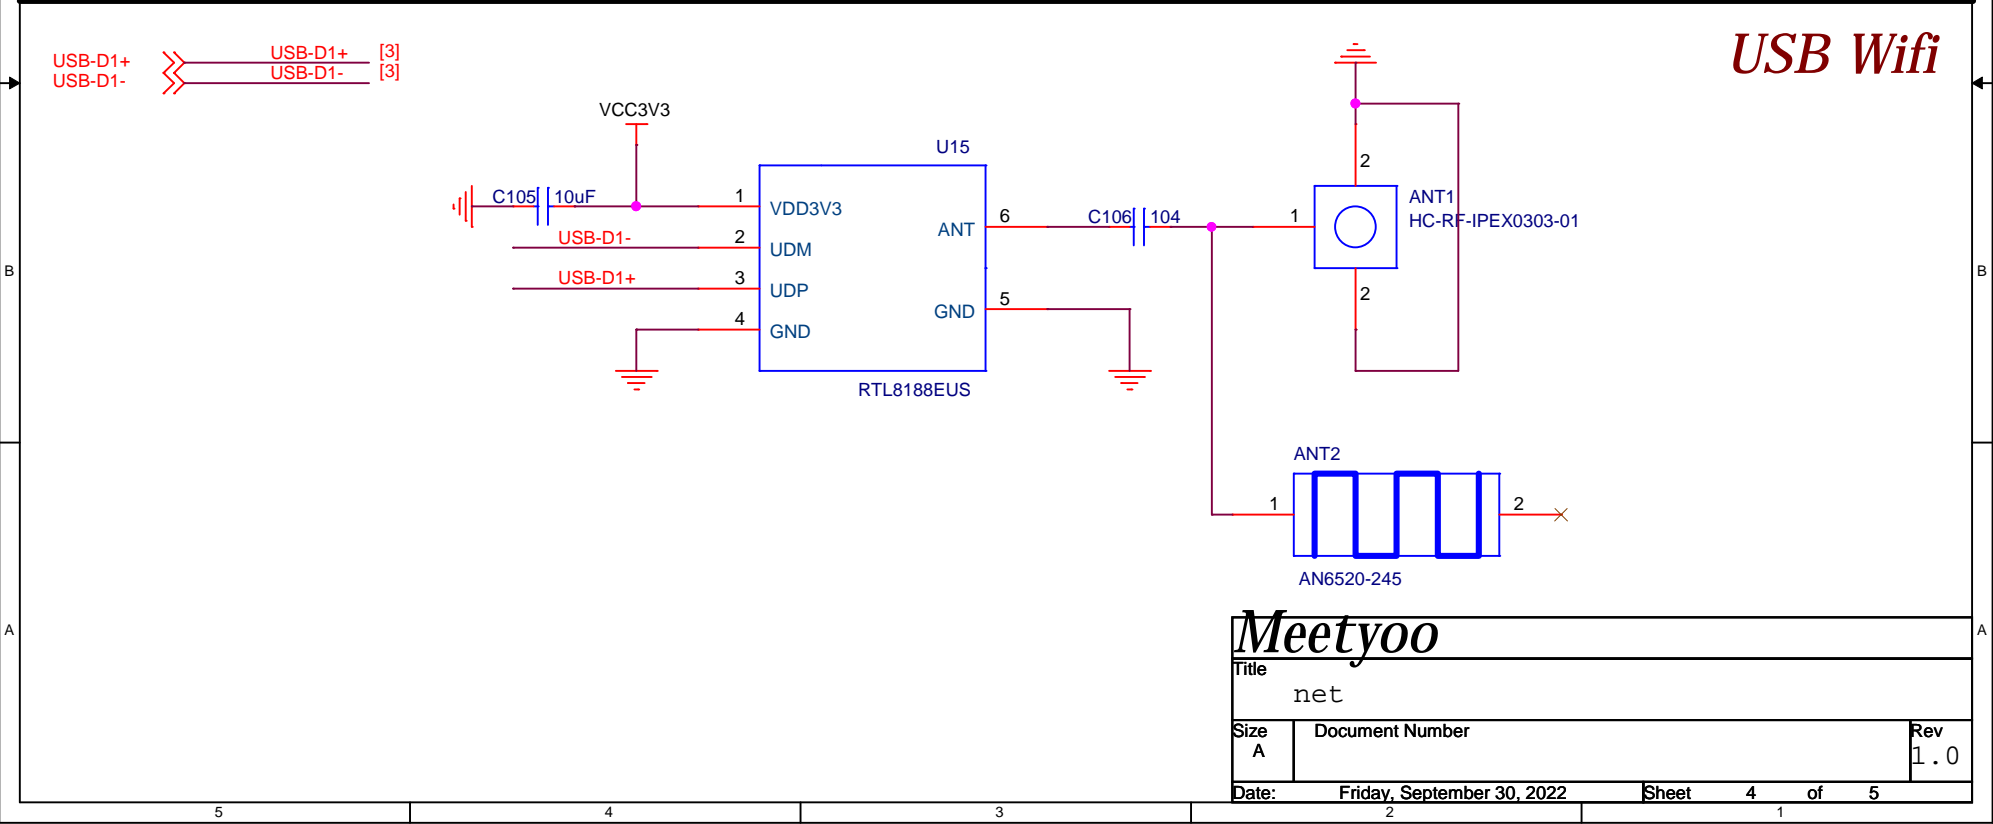 USB Wifi
USB-D1+ USB-D1+ [3]
USB-D1- USB-D1- [3]
VCC3V3
U15
C105 10uF
1 VDD3V3
USB-D1- 2 UDM
USB-D1+ 3 UDP
4 GND
ANT 6
GND 5
RTL8188EUS
C106 104
2
1
ANT1
HC-RF-IPEX0303-01
2
ANT2
1 2
AN6520-245
B B
A A
Meetyoo
Title
net
Size Document Number Rev
A 1.0
Date: Friday, September 30, 2022 Sheet 4 of 5
5 4 3 2 1